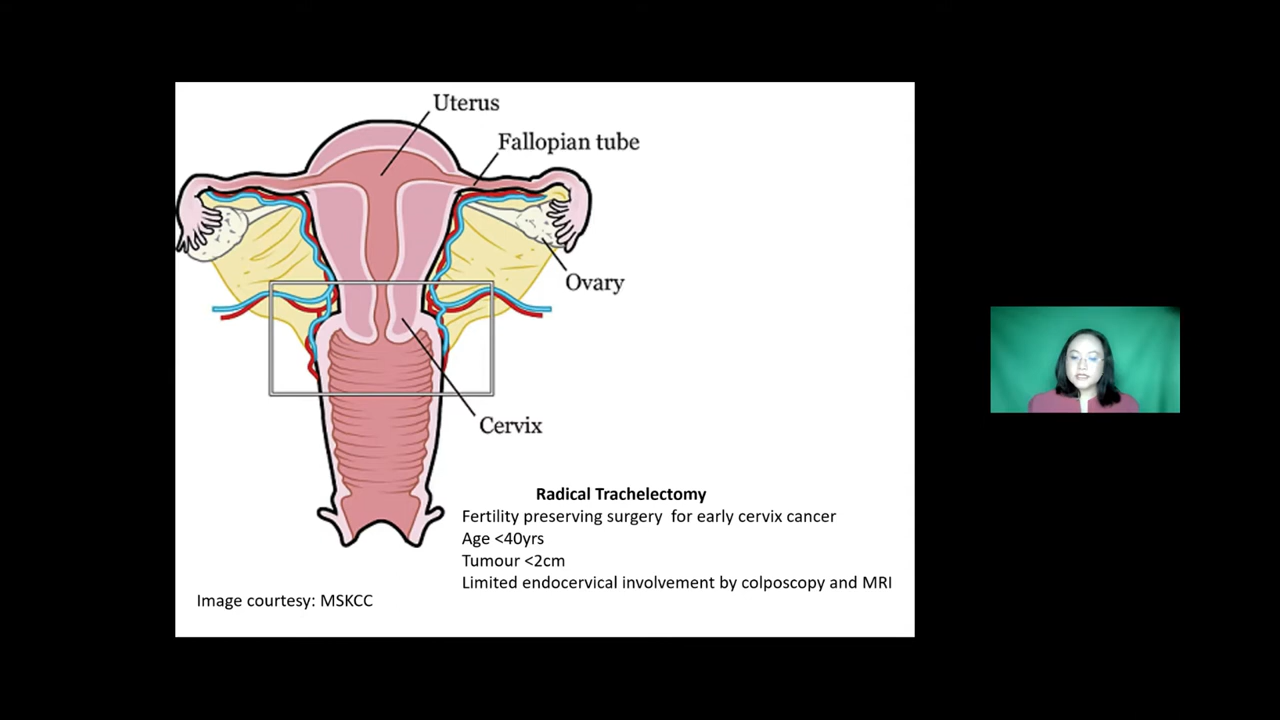 Uterus
Fallopian tube
Ovary
Cervix
Radical Trachelectomy
Fertility preserving surgery  for early cervix cancer
Age <40yrs
Tumour <2cm
Limited endocervical involvement by colposcopy and MRI
Image courtesy: MSKCC